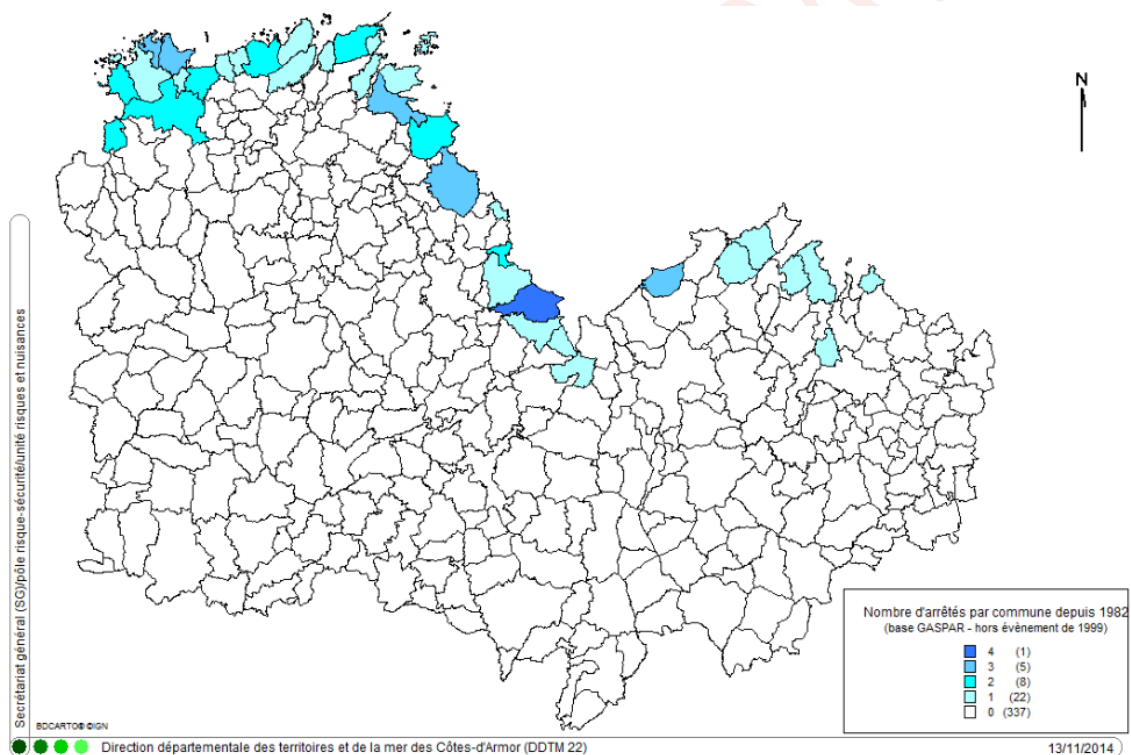 N
Secrétariat général (SG)/pôle risque-sécurité/unité risques et nuisances
Nombre d'arrêtés par commune depuis 1982
(base GASPAR - hors évènement de 1999)
4 (1)
3 (5)
2 (8)
1 (22)
0 (337)
BDCARTO® ©IGN
Direction départementale des territoires et de la mer des Côtes-d'Armor (DDTM 22)
13/11/2014